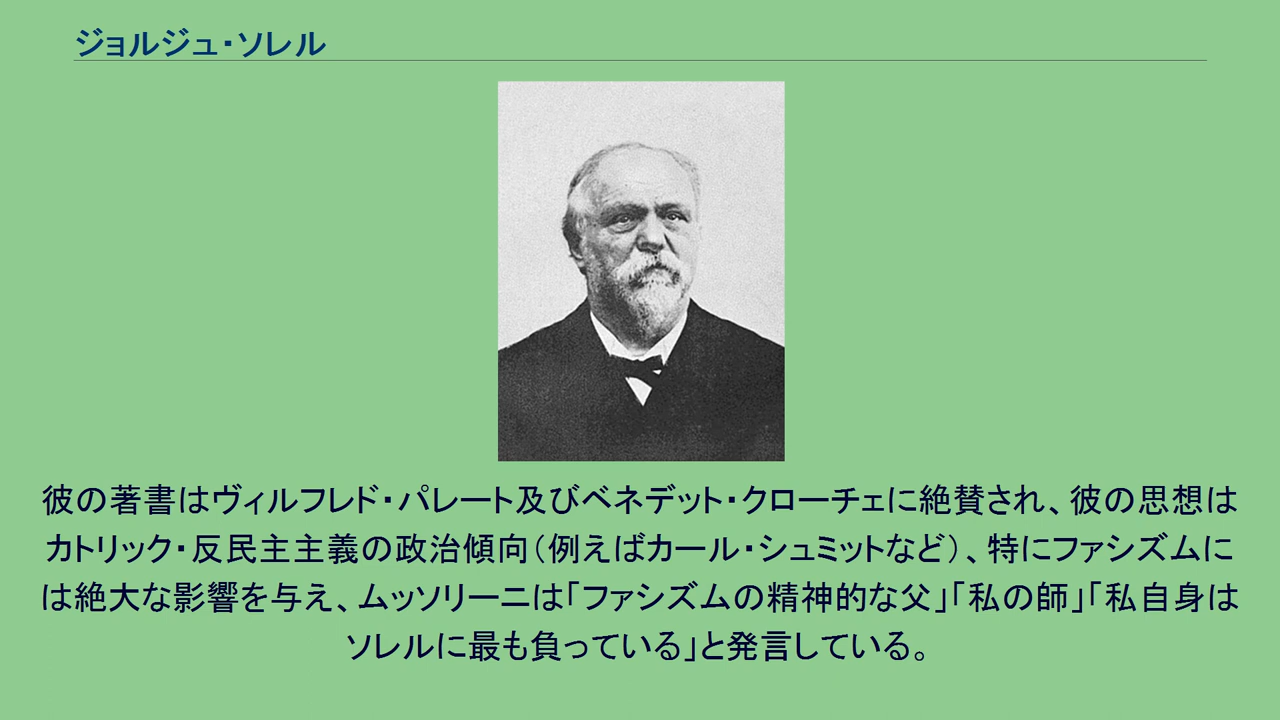 ジョルジュ・ソレル
彼の著書はヴィルフレド・パレート及びベネデット・クローチェに絶賛され、彼の思想は
カトリック・反民主主義の政治傾向（例えばカール・シュミットなど）、特にファシズムに
は絶大な影響を与え、ムッソリーニは「ファシズムの精神的な父」「私の師」「私自身は
ソレルに最も負っている」と発言している。